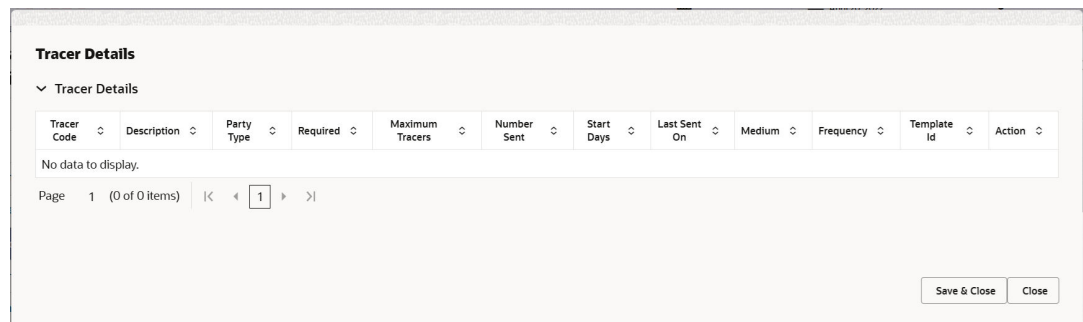 Tracer Details
Tracer Details
Tracer Code Description Party Type Required Maximum Tracers Number Sent Start Days Last Sent On Medium Frequency Template Id Action
No data to display.
Page 1 (0 of 0 items) 1
Save & Close Close